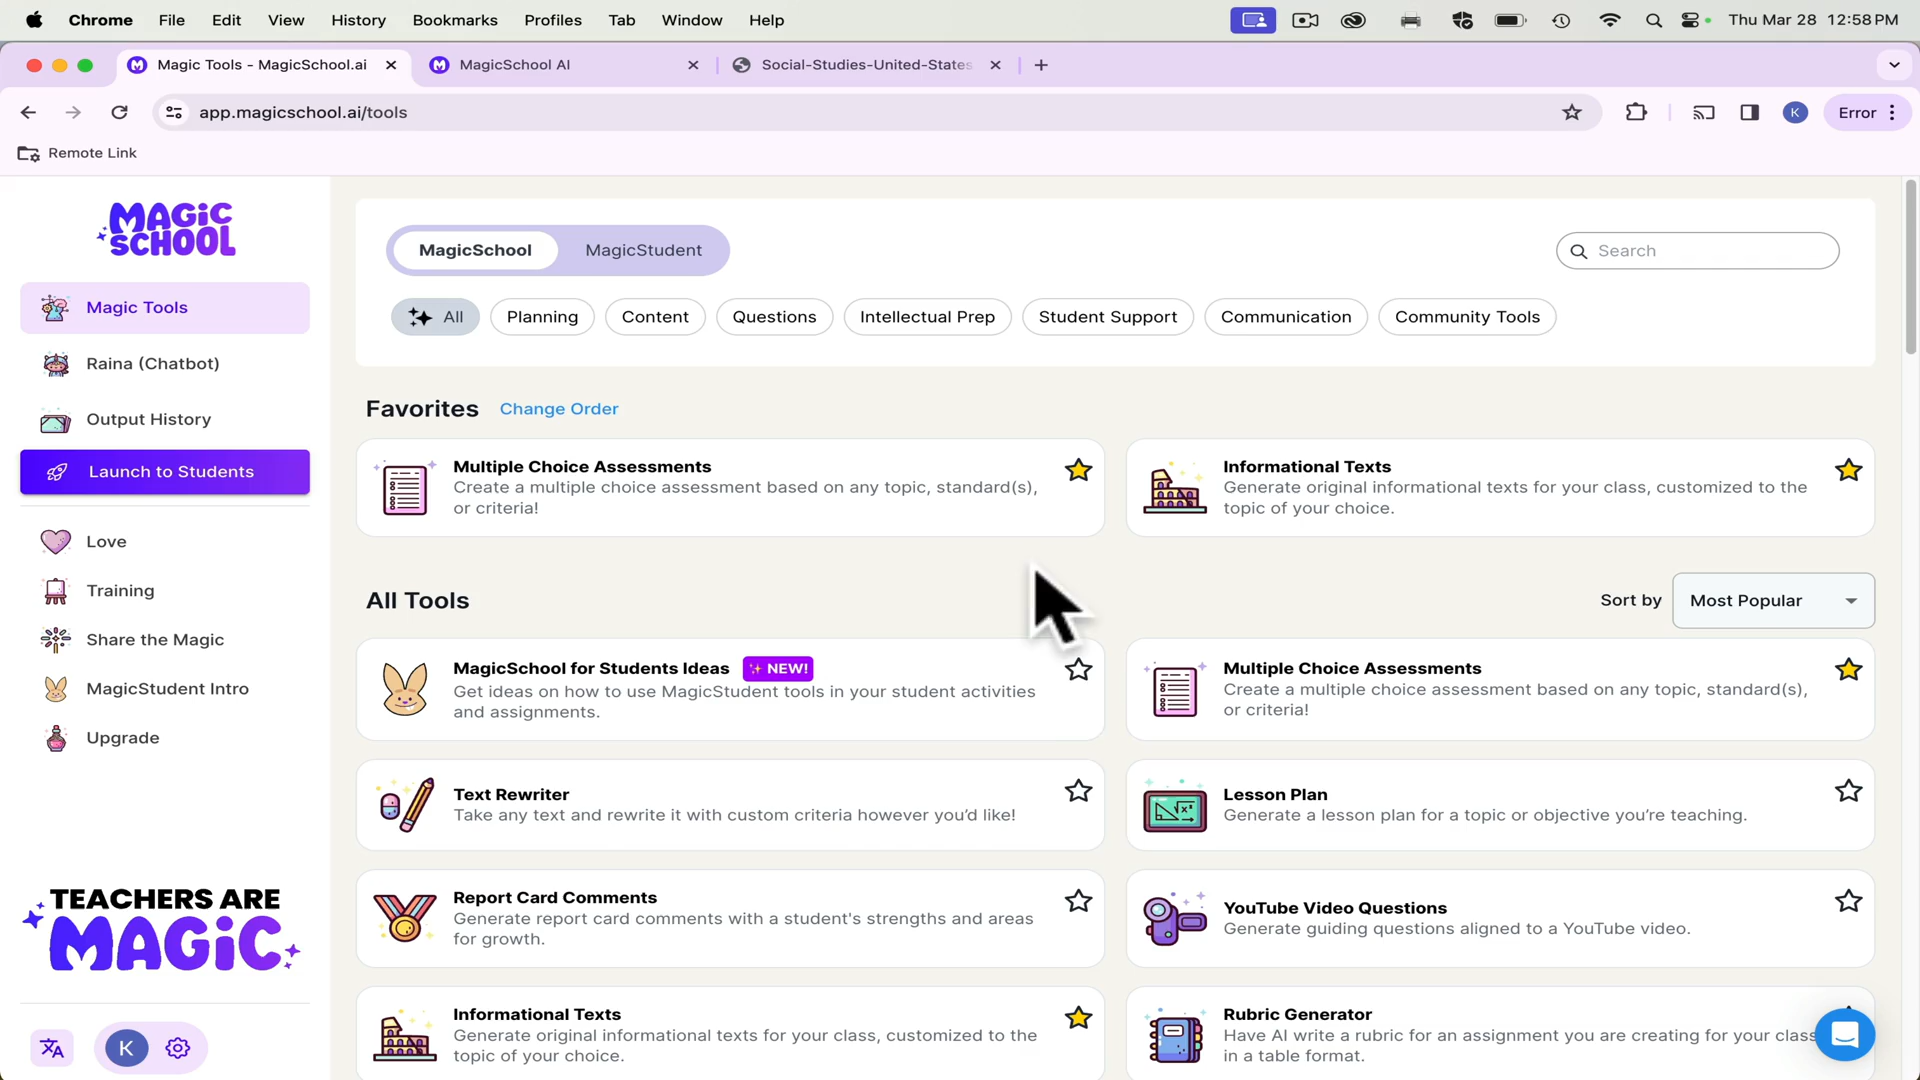 Chrome File Edit View History Bookmarks Profiles Tab Window Help Thu Mar 28 12:58 PM
Magic Tools - MagicSchool.ai MagicSchool AI Social-Studies-United-States
app.magicschool.ai/tools K Error
Remote Link
MAGiC
SCHOOL
Magic Tools
Raina (Chatbot)
Output History
Launch to Students
Love
Training
Share the Magic
MagicStudent Intro
Upgrade
TEACHERS ARE
MAGiC
K
MagicSchool MagicStudent Search
All Planning Content Questions Intellectual Prep Student Support Communication Community Tools
Favorites Change Order
Multiple Choice Assessments
Create a multiple choice assessment based on any topic, standard(s),
or criteria!
Informational Texts
Generate original informational texts for your class, customized to the
topic of your choice.
All Tools Sort by Most Popular
MagicSchool for Students Ideas NEW!
Get ideas on how to use MagicStudent tools in your student activities
and assignments.
Multiple Choice Assessments
Create a multiple choice assessment based on any topic, standard(s),
or criteria!
Text Rewriter
Take any text and rewrite it with custom criteria however you’d like!
Lesson Plan
Generate a lesson plan for a topic or objective you’re teaching.
Report Card Comments
Generate report card comments with a student's strengths and areas
for growth.
YouTube Video Questions
Generate guiding questions aligned to a YouTube video.
Informational Texts
Generate original informational texts for your class, customized to the
topic of your choice.
Rubric Generator
Have AI write a rubric for an assignment you are creating for your class
in a table format.